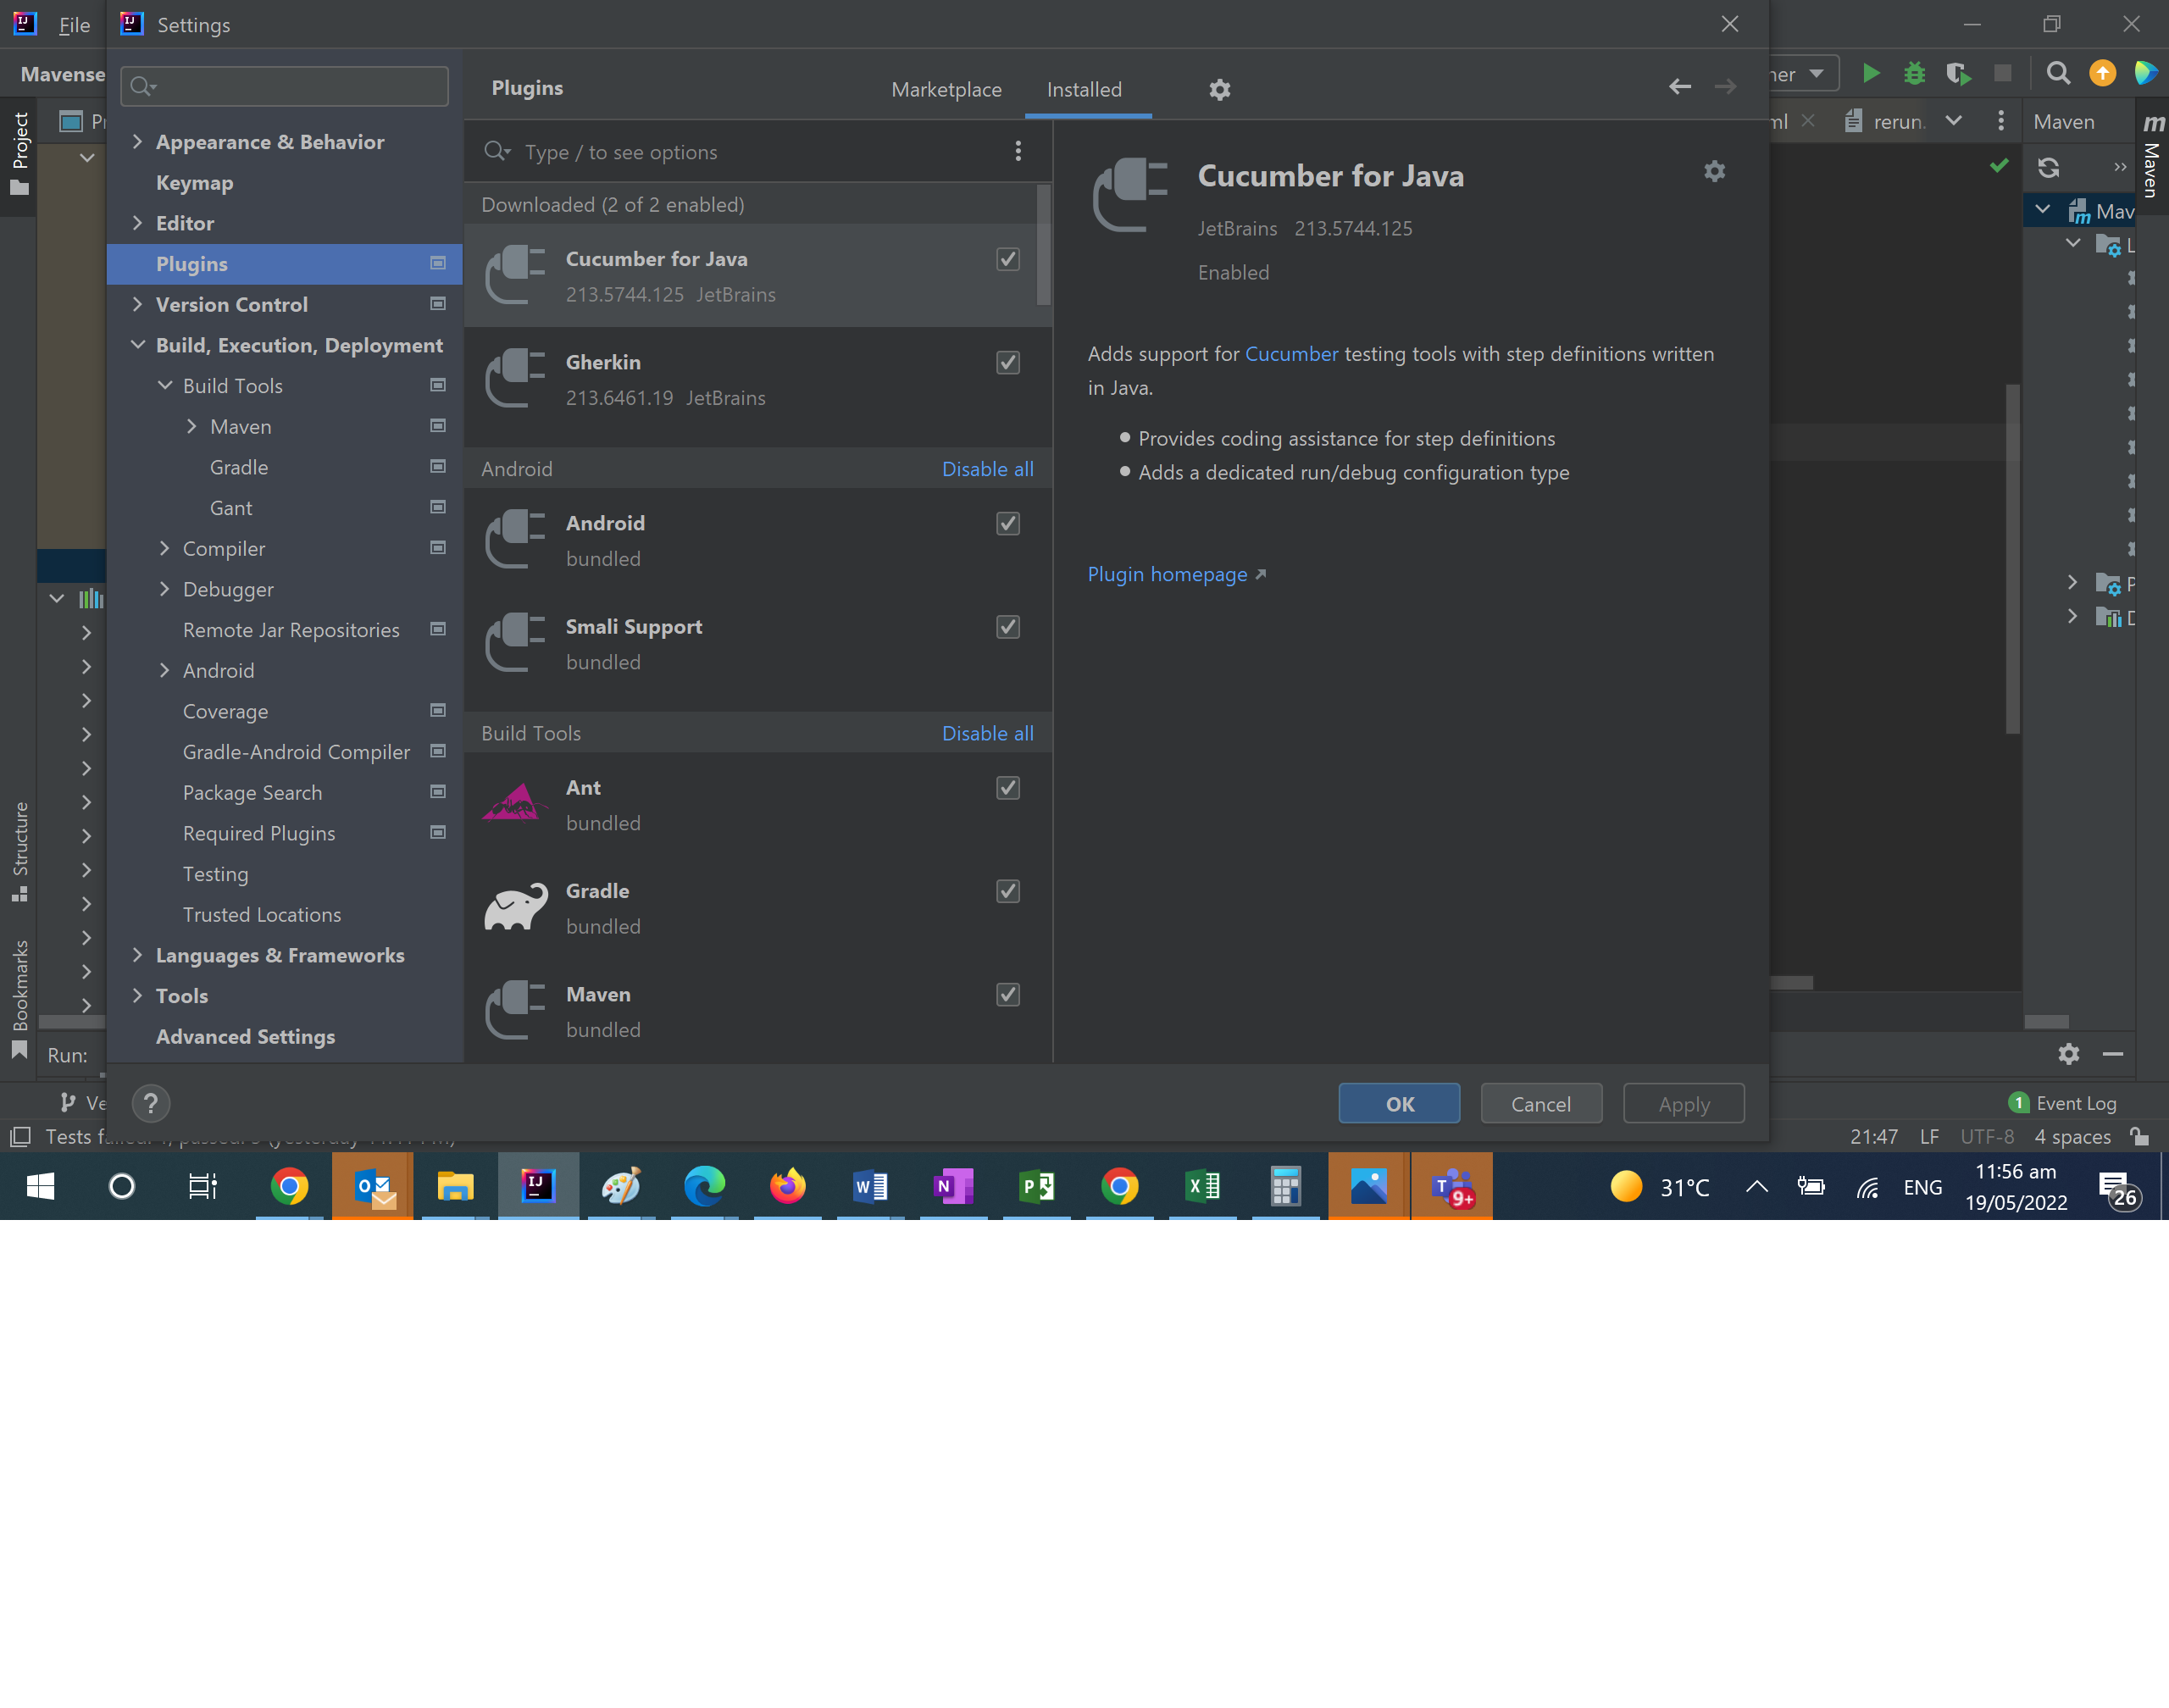 File
Settings
Mavense
Plugins
Marketplace
Installed
Project
Maven
Type / to see options
Appearance & Behavior
Keymap
Editor
Plugins
Version Control
Build, Execution, Deployment
Build Tools
Maven
Gradle
Gant
Compiler
Debugger
Remote Jar Repositories
Android
Coverage
Gradle-Android Compiler
Package Search
Required Plugins
Testing
Trusted Locations
Languages & Frameworks
Tools
Advanced Settings
Downloaded (2 of 2 enabled)
Cucumber for Java
213.5744.125 JetBrains
Gherkin
213.6461.19 JetBrains
Android Disable all
Android
bundled
Smali Support
bundled
Build Tools Disable all
Ant
bundled
Gradle
bundled
Maven
bundled
Cucumber for Java
JetBrains 213.5744.125
Enabled
Adds support for Cucumber testing tools with step definitions written
in Java.
Provides coding assistance for step definitions
Adds a dedicated run/debug configuration type
Plugin homepage
rerun.
Maven
Mav
Structure
Bookmarks
Run:
OK
Cancel
Apply
?
1 Event Log
Tests
21:47 LF UTF-8 4 spaces
31°C
ENG
11:56 am
19/05/2022
26
9+